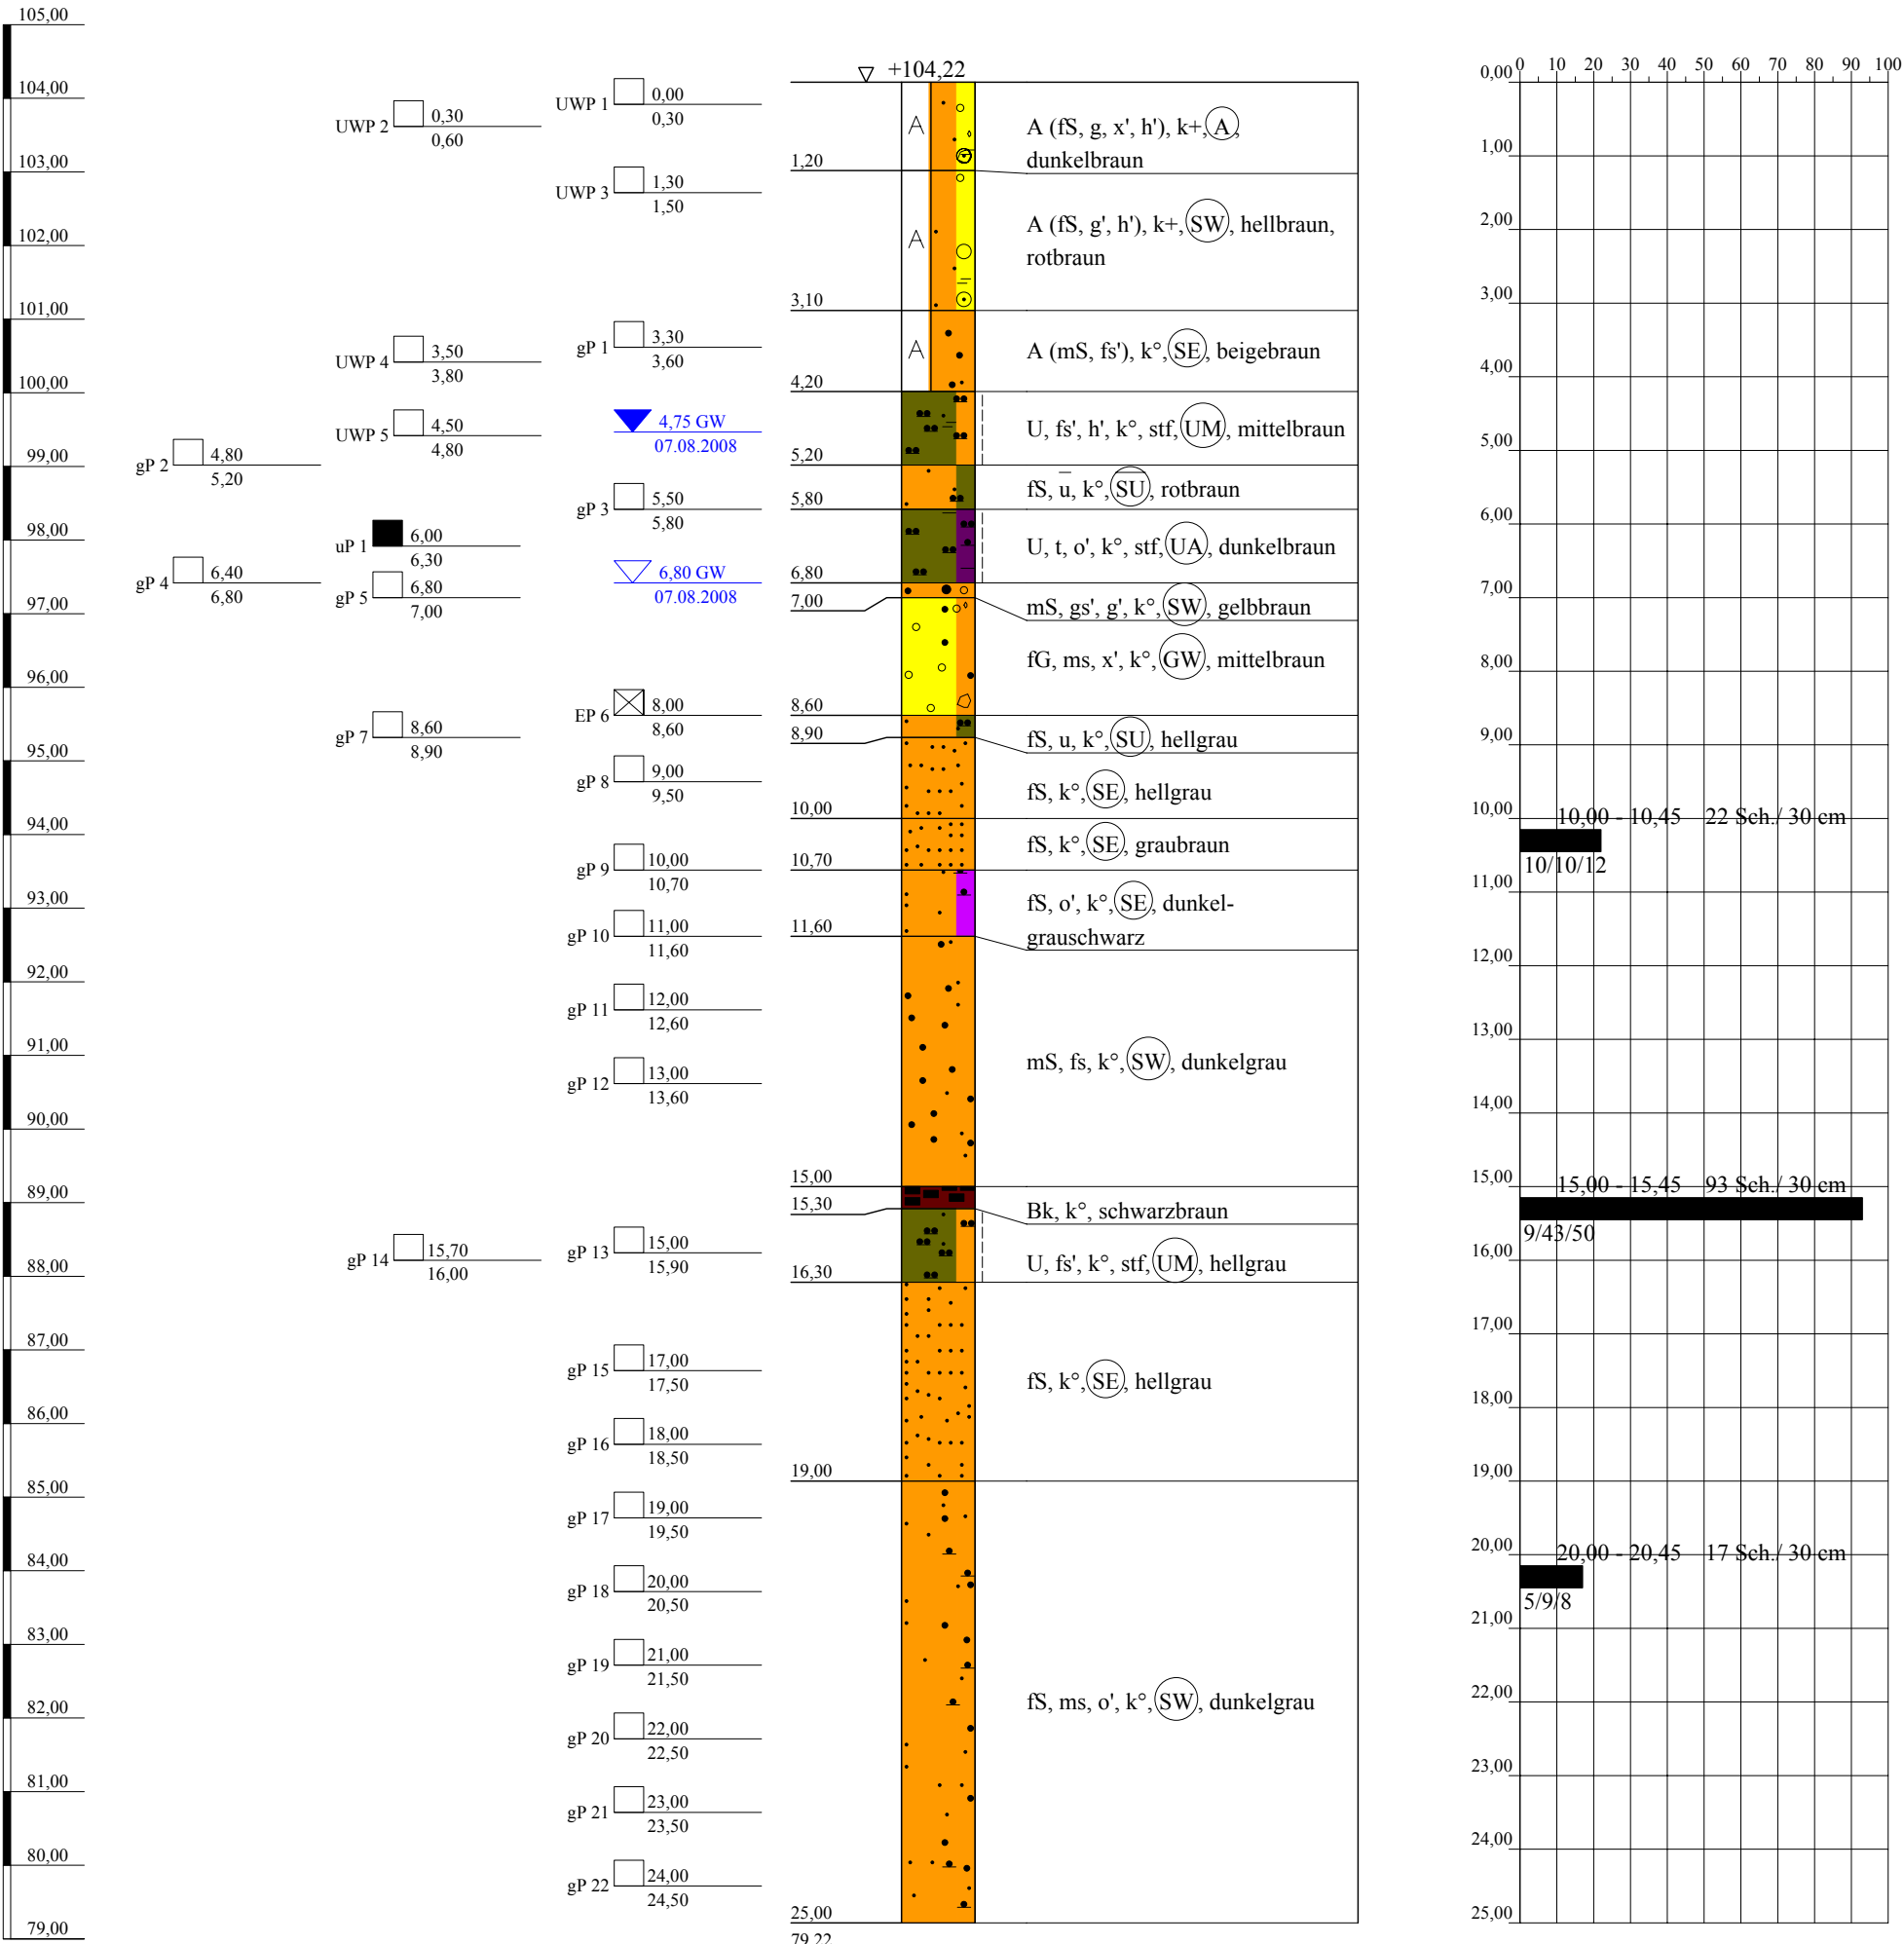 105,00
104,00
103,00
102,00
101,00
100,00
99,00
98,00
97,00
96,00
95,00
94,00
93,00
92,00
91,00
90,00
89,00
88,00
87,00
86,00
85,00
84,00
83,00
82,00
81,00
80,00
79,00
UWP 1 0,00
0,30
UWP 2 0,30
0,60
UWP 3 1,30
1,50
gP 1 3,30
3,60
UWP 4 3,50
3,80
UWP 5 4,50
4,80
4,75 GW
07.08.2008
gP 2 4,80
5,20
gP 3 5,50
5,80
uP 1 6,00
6,30
gP 4 6,40
6,80
gP 5 6,80
7,00
6,80 GW
07.08.2008
EP 6 8,00
8,60
gP 7 8,60
8,90
gP 8 9,00
9,50
gP 9 10,00
10,70
gP 10 11,00
11,60
gP 11 12,00
12,60
gP 12 13,00
13,60
gP 13 15,00
15,90
gP 14 15,70
16,00
gP 15 17,00
17,50
gP 16 18,00
18,50
gP 17 19,00
19,50
gP 18 20,00
20,50
gP 19 21,00
21,50
gP 20 22,00
22,50
gP 21 23,00
23,50
gP 22 24,00
24,50
+104,22
A
A
A
1,20
3,10
4,20
5,20
5,80
6,80
7,00
8,60
8,90
10,00
10,70
11,60
15,00
15,30
16,30
19,00
25,00
79,22
A (fS, g, x', h'), k+, A,
dunkelbraun
A (fS, g', h'), k+, SW, hellbraun,
rotbraun
A (mS, fs'), k°, SE, beigebraun
U, fs', h', k°, stf, UM, mittelbraun
fS, u̅, k°, S̅U̅, rotbraun
U, t, o', k°, stf, UA, dunkelbraun
mS, gs', g', k°, SW, gelbbraun
fG, ms, x', k°, GW, mittelbraun
fS, u, k°, SU, hellgrau
fS, k°, SE, hellgrau
fS, k°, SE, graubraun
fS, o', k°, SE, dunkel-
grauschwarz
mS, fs, k°, SW, dunkelgrau
Bk, k°, schwarzbraun
U, fs', k°, stf, UM, hellgrau
fS, k°, SE, hellgrau
fS, ms, o', k°, SW, dunkelgrau
0 10 20 30 40 50 60 70 80 90 100
0,00
1,00
2,00
3,00
4,00
5,00
6,00
7,00
8,00
9,00
10,00
11,00
12,00
13,00
14,00
15,00
16,00
17,00
18,00
19,00
20,00
21,00
22,00
23,00
24,00
25,00
10,00 - 10,45 22 Sch./ 30 cm
10/10/12
15,00 - 15,45 93 Sch./ 30 cm
9/43/50
20,00 - 20,45 17 Sch./ 30 cm
5/9/8